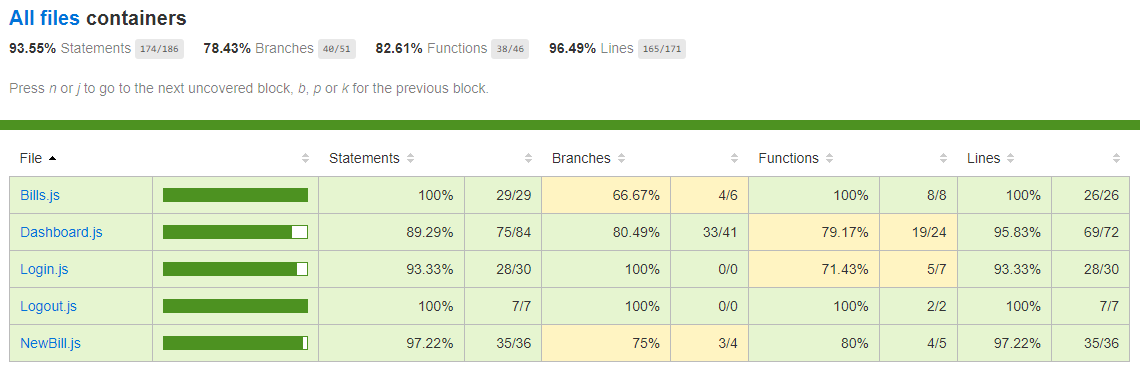 All files containers
93.55% Statements 174/186 78.43% Branches 40/51 82.61% Functions 38/46 96.49% Lines 165/171
Press n or j to go to the next uncovered block, b, p or k for the previous block.
File Statements Branches Functions Lines
Bills.js 100% 29/29 66.67% 4/6 100% 8/8 100% 26/26
Dashboard.js 89.29% 75/84 80.49% 33/41 79.17% 19/24 95.83% 69/72
Login.js 93.33% 28/30 100% 0/0 71.43% 5/7 93.33% 28/30
Logout.js 100% 7/7 100% 0/0 100% 2/2 100% 7/7
NewBill.js 97.22% 35/36 75% 3/4 80% 4/5 97.22% 35/36